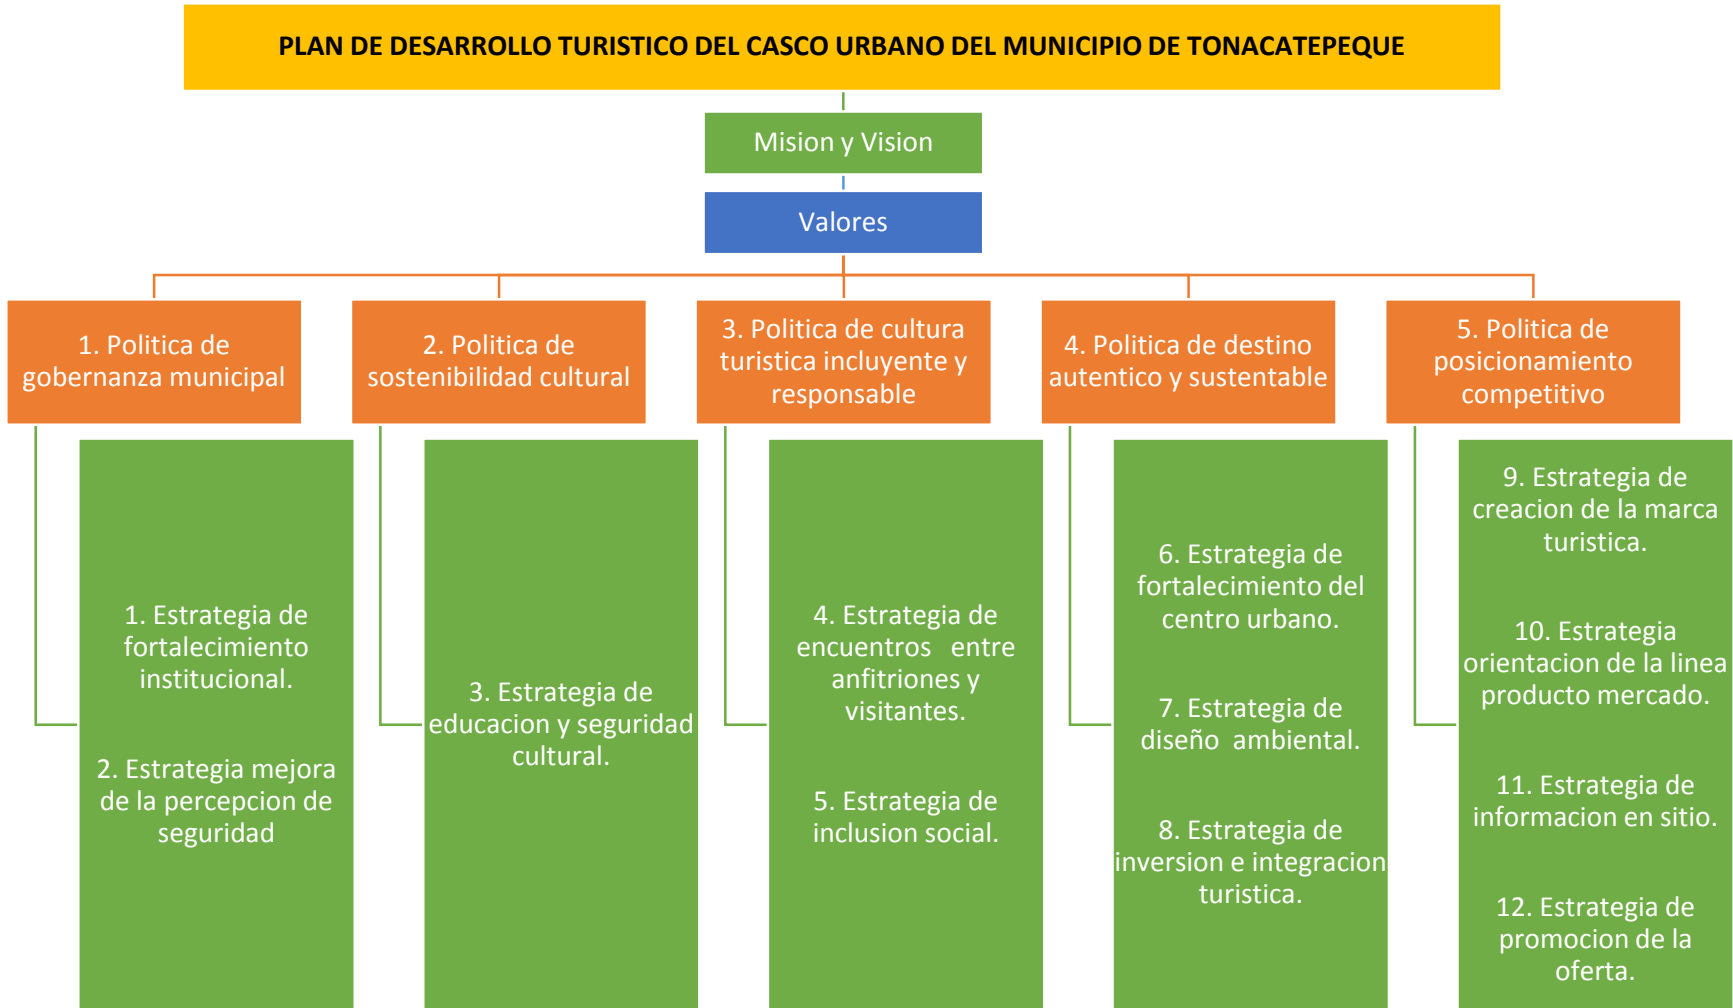 PLAN DE DESARROLLO TURISTICO DEL CASCO URBANO DEL MUNICIPIO DE TONACATEPEQUE
Mision y Vision
Valores
1. Politica de
gobernanza municipal
2. Politica de
sostenibilidad cultural
3. Politica de cultura
turistica incluyente y
responsable
4. Politica de destino
autentico y sustentable
5. Politica de
posicionamiento
competitivo
1. Estrategia de
fortalecimiento
institucional.
2. Estrategia mejora
de la percepcion de
seguridad
3. Estrategia de
educacion y seguridad
cultural.
4. Estrategia de
encuentros entre
anfitriones y
visitantes.
5. Estrategia de
inclusion social.
6. Estrategia de
fortalecimiento del
centro urbano.
7. Estrategia de
diseño ambiental.
8. Estrategia de
inversion e integracion
turistica.
9. Estrategia de
creacion de la marca
turistica.
10. Estrategia
orientacion de la linea
producto mercado.
11. Estrategia de
informacion en sitio.
12. Estrategia de
promocion de la
oferta.